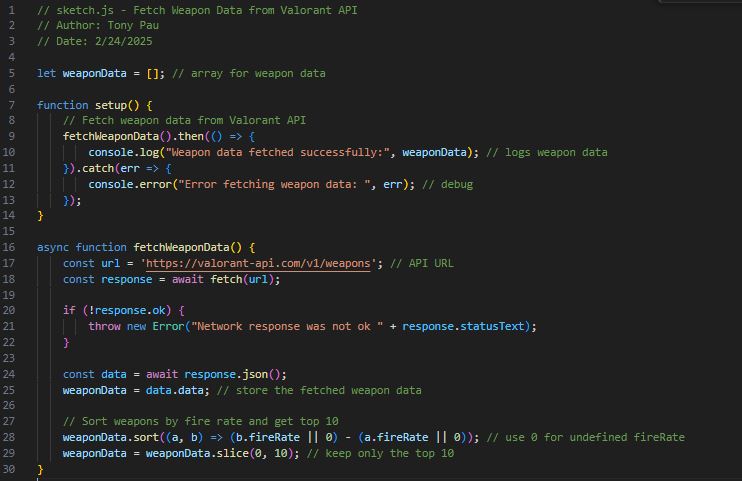 1 // sketch.js - Fetch Weapon Data from Valorant API
2 // Author: Tony Pau
3 // Date: 2/24/2025
4
5 let weaponData = []; // array for weapon data
6
7 function setup() {
8 // Fetch weapon data from Valorant API
9 fetchWeaponData().then(() => {
10 console.log("Weapon data fetched successfully:", weaponData); // logs weapon data
11 }).catch(err => {
12 console.error("Error fetching weapon data: ", err); // debug
13 });
14 }
15
16 async function fetchWeaponData() {
17 const url = 'https://valorant-api.com/v1/weapons'; // API URL
18 const response = await fetch(url);
19
20 if (!response.ok) {
21 throw new Error("Network response was not ok " + response.statusText);
22 }
23
24 const data = await response.json();
25 weaponData = data.data; // store the fetched weapon data
26
27 // Sort weapons by fire rate and get top 10
28 weaponData.sort((a, b) => (b.fireRate || 0) - (a.fireRate || 0)); // use 0 for undefined fireRate
29 weaponData = weaponData.slice(0, 10); // keep only the top 10
30 }